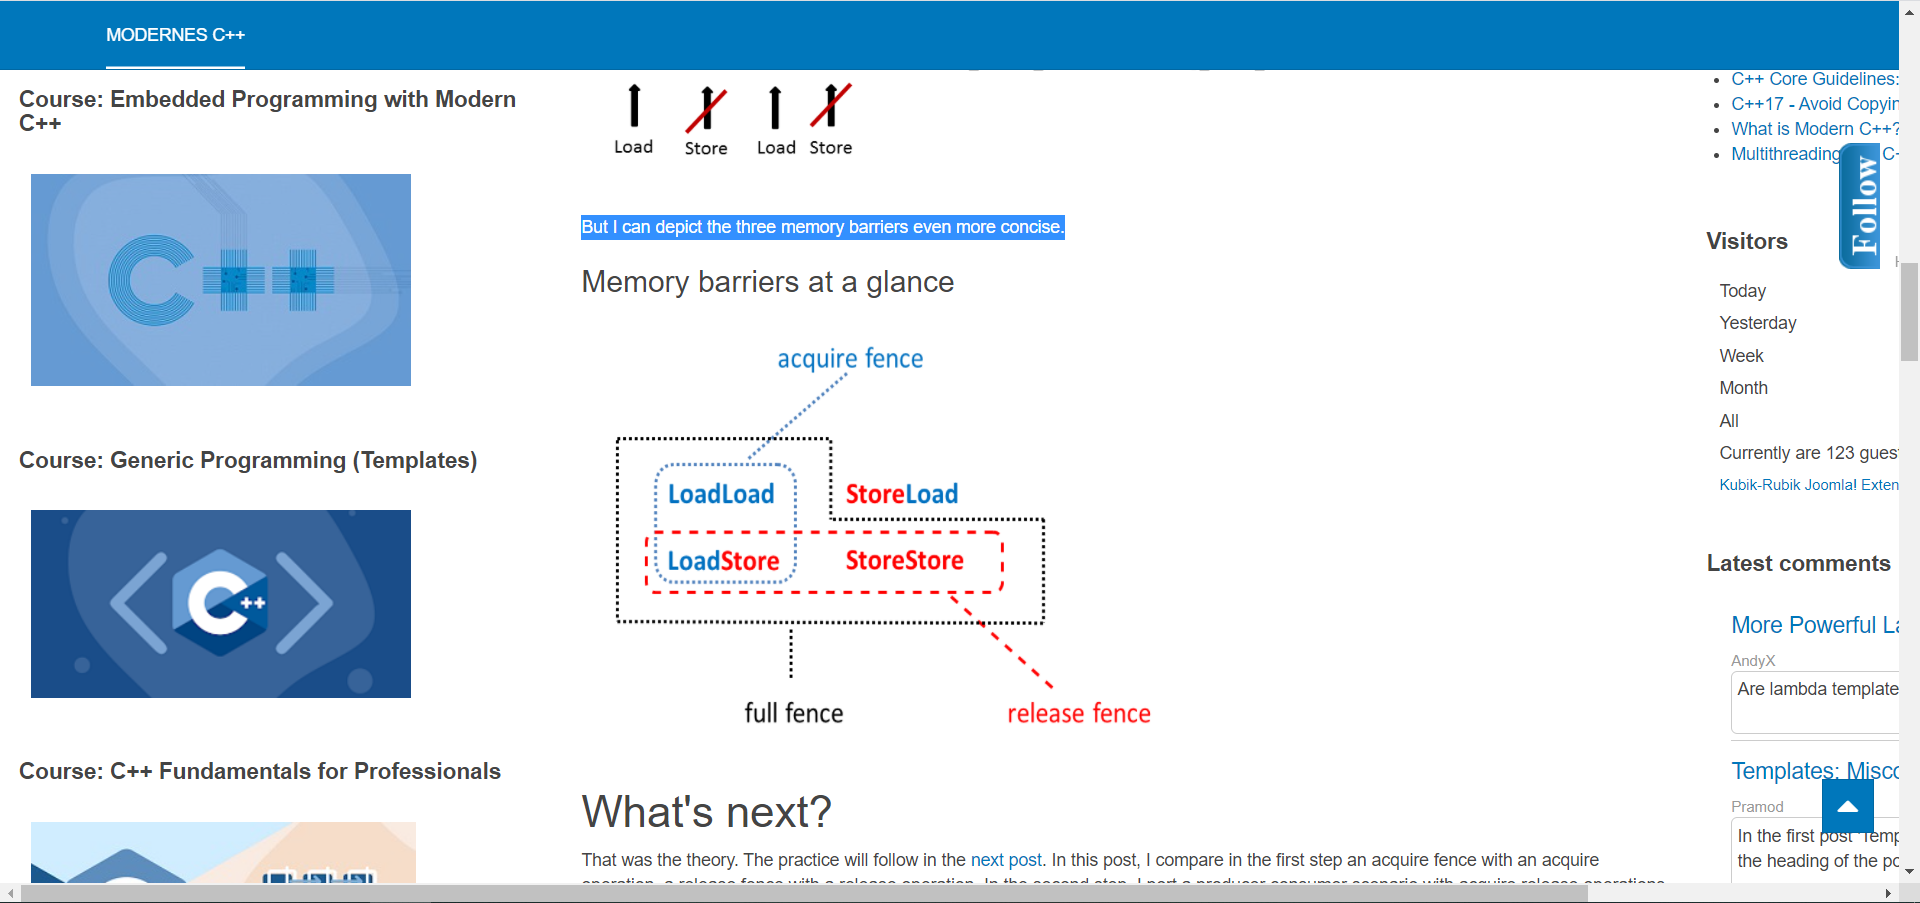 MODERNES C++
Course: Embedded Programming with Modern
C++
C++
Course: Generic Programming (Templates)
C++
Course: C++ Fundamentals for Professionals
Load Store Load Store
But I can depict the three memory barriers even more concise.
Memory barriers at a glance
acquire fence
LoadLoad StoreLoad
LoadStore StoreStore
full fence release fence
What's next?
That was the theory. The practice will follow in the next post. In this post, I compare in the first step an acquire fence with an acquire
C++ Core Guidelines:
C++17 - Avoid Copyin
What is Modern C++?
Multithreading
Follow
Visitors
Today
Yesterday
Week
Month
All
Currently are 123 gues
Kubik-Rubik Joomla! Exten
Latest comments
More Powerful La
AndyX
Are lambda template
Templates: Misc
Pramod
In the first post
the heading of the po